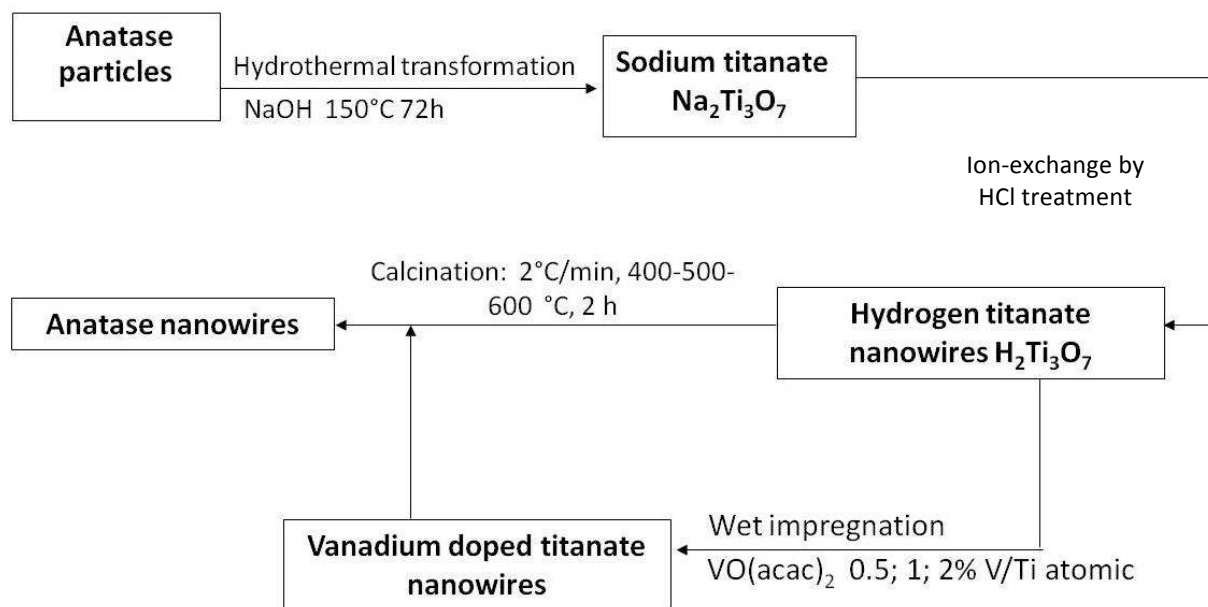 Anatase
particles
Hydrothermal transformation
NaOH 150°C 72h
Sodium titanate
Na₂Ti₃O₇
Ion-exchange by
HCl treatment
Calcination: 2°C/min, 400-500-
600 °C, 2 h
Anatase nanowires
Hydrogen titanate
nanowires H₂Ti₃O₇
Wet impregnation
VO(acac)₂ 0.5; 1; 2% V/Ti atomic
Vanadium doped titanate
nanowires